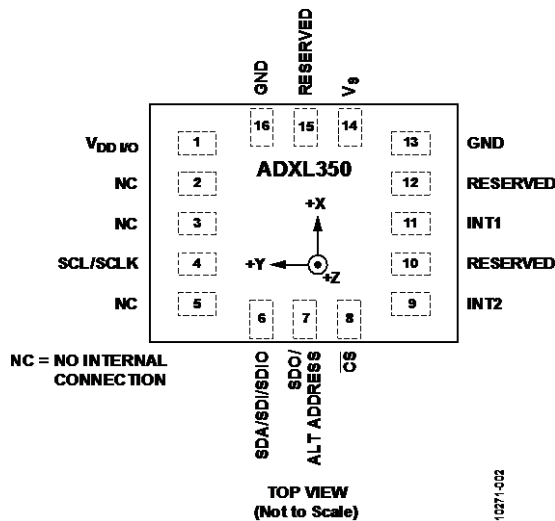 GND
RESERVED
VS
16
15
14
VDD I/O
1
13
GND
ADXL350
NC
2
12
RESERVED
+X
NC
3
11
INT1
SCL/SCLK
4
+Y
+Z
10
RESERVED
NC
5
9
INT2
6
7
8
NC = NO INTERNAL
CONNECTION
SDA/SDI/SDIO
SDO/
ALT ADDRESS
CS
TOP VIEW
(Not to Scale)
10271-002